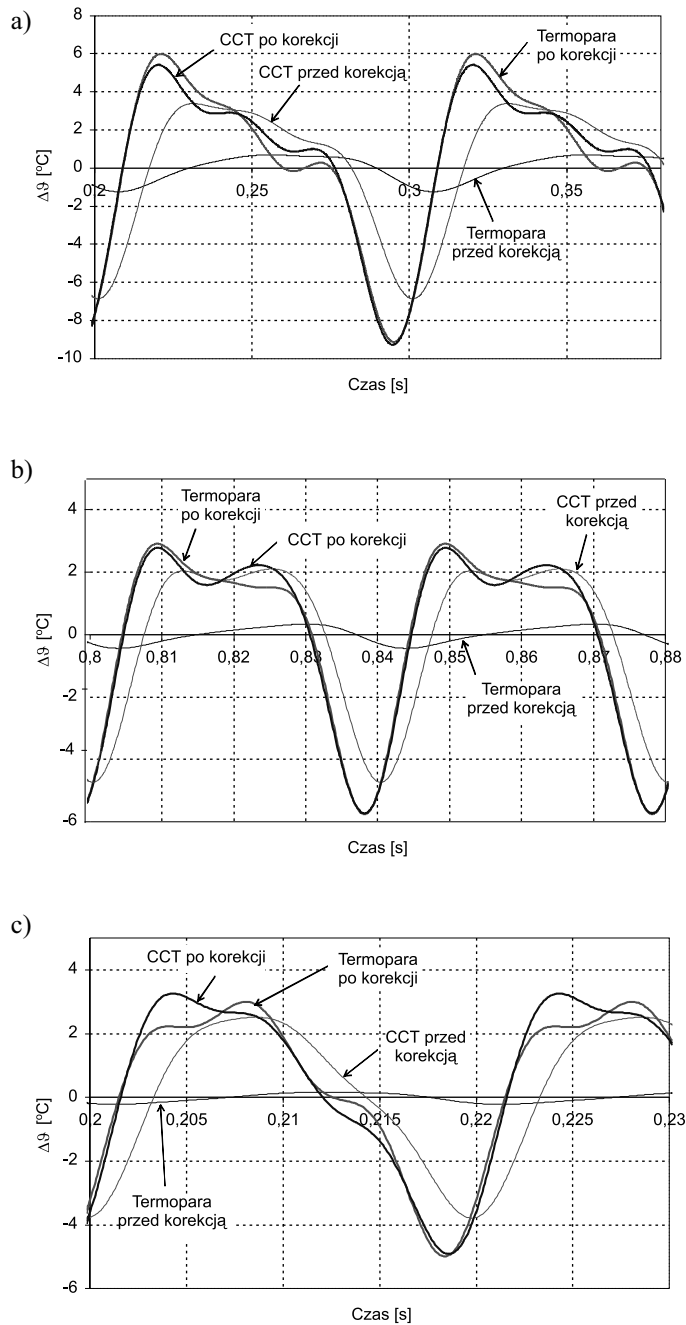 a)
8
6
4
2
0
-2
-4
-6
-8
-10
Δϑ [ºC]
CCT po korekcji
CCT przed korekcją
Termopara
po korekcji
Termopara
przed korekcją
0,2
0,25
0,3
0,35
Czas [s]
b)
4
2
0
-2
-4
-6
Δϑ [ºC]
Termopara
po korekcji
CCT po korekcji
CCT przed
korekcją
Termopara
przed korekcją
0,8
0,81
0,82
0,83
0,84
0,85
0,86
0,87
0,88
Czas [s]
c)
4
2
0
-2
-4
-6
Δϑ [ºC]
CCT po korekcji
Termopara
po korekcji
CCT przed
korekcją
Termopara
przed korekcją
0,2
0,205
0,21
0,215
0,22
0,225
0,23
Czas [s]